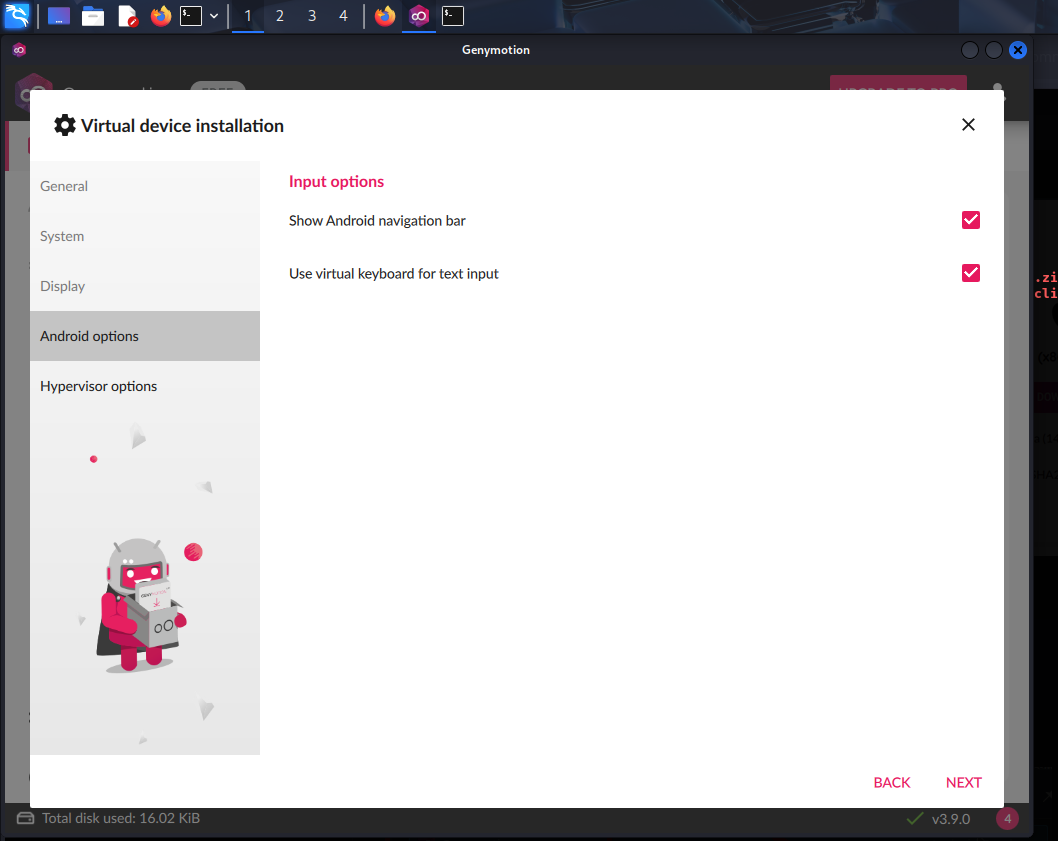 1 2 3 4
Genymotion
Virtual device installation
General
System
Display
Android options
Hypervisor options
Input options
Show Android navigation bar
Use virtual keyboard for text input
.zi
cli
BACK NEXT
Total disk used: 16.02 KiB
v3.9.0
4